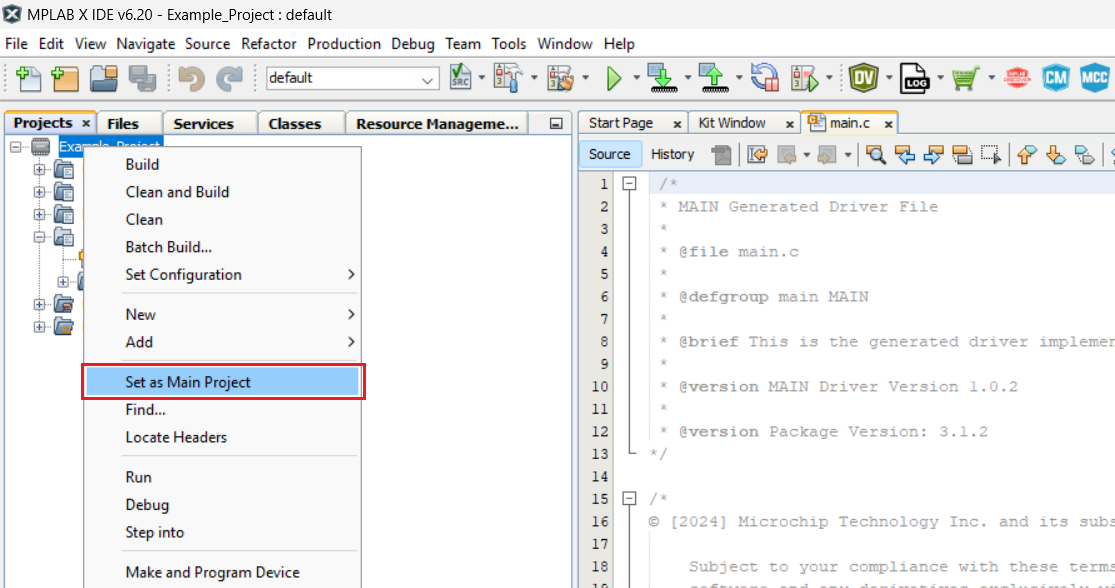 MPLAB X IDE v6.20 - Example_Project : default
File Edit View Navigate Source Refactor Production Debug Team Tools Window Help
default
SRC
DV
LOG
CM
MCC
Projects × Files Services Classes Resource Manageme...
Start Page × Kit Window × main.c ×
Source History
Example_Project
Build
Clean and Build
Clean
Batch Build...
Set Configuration
New
Add
Set as Main Project
Find...
Locate Headers
Run
Debug
Step into
Make and Program Device
1 /*
2 * MAIN Generated Driver File
3 *
4 * @file main.c
5 *
6 * @defgroup main MAIN
7 *
8 * @brief This is the generated driver implemen
9 *
10 * @version MAIN Driver Version 1.0.2
11 *
12 * @version Package Version: 3.1.2
13 */
14
15 /*
16 © [2024] Microchip Technology Inc. and its subs
17
18 Subject to your compliance with these terms